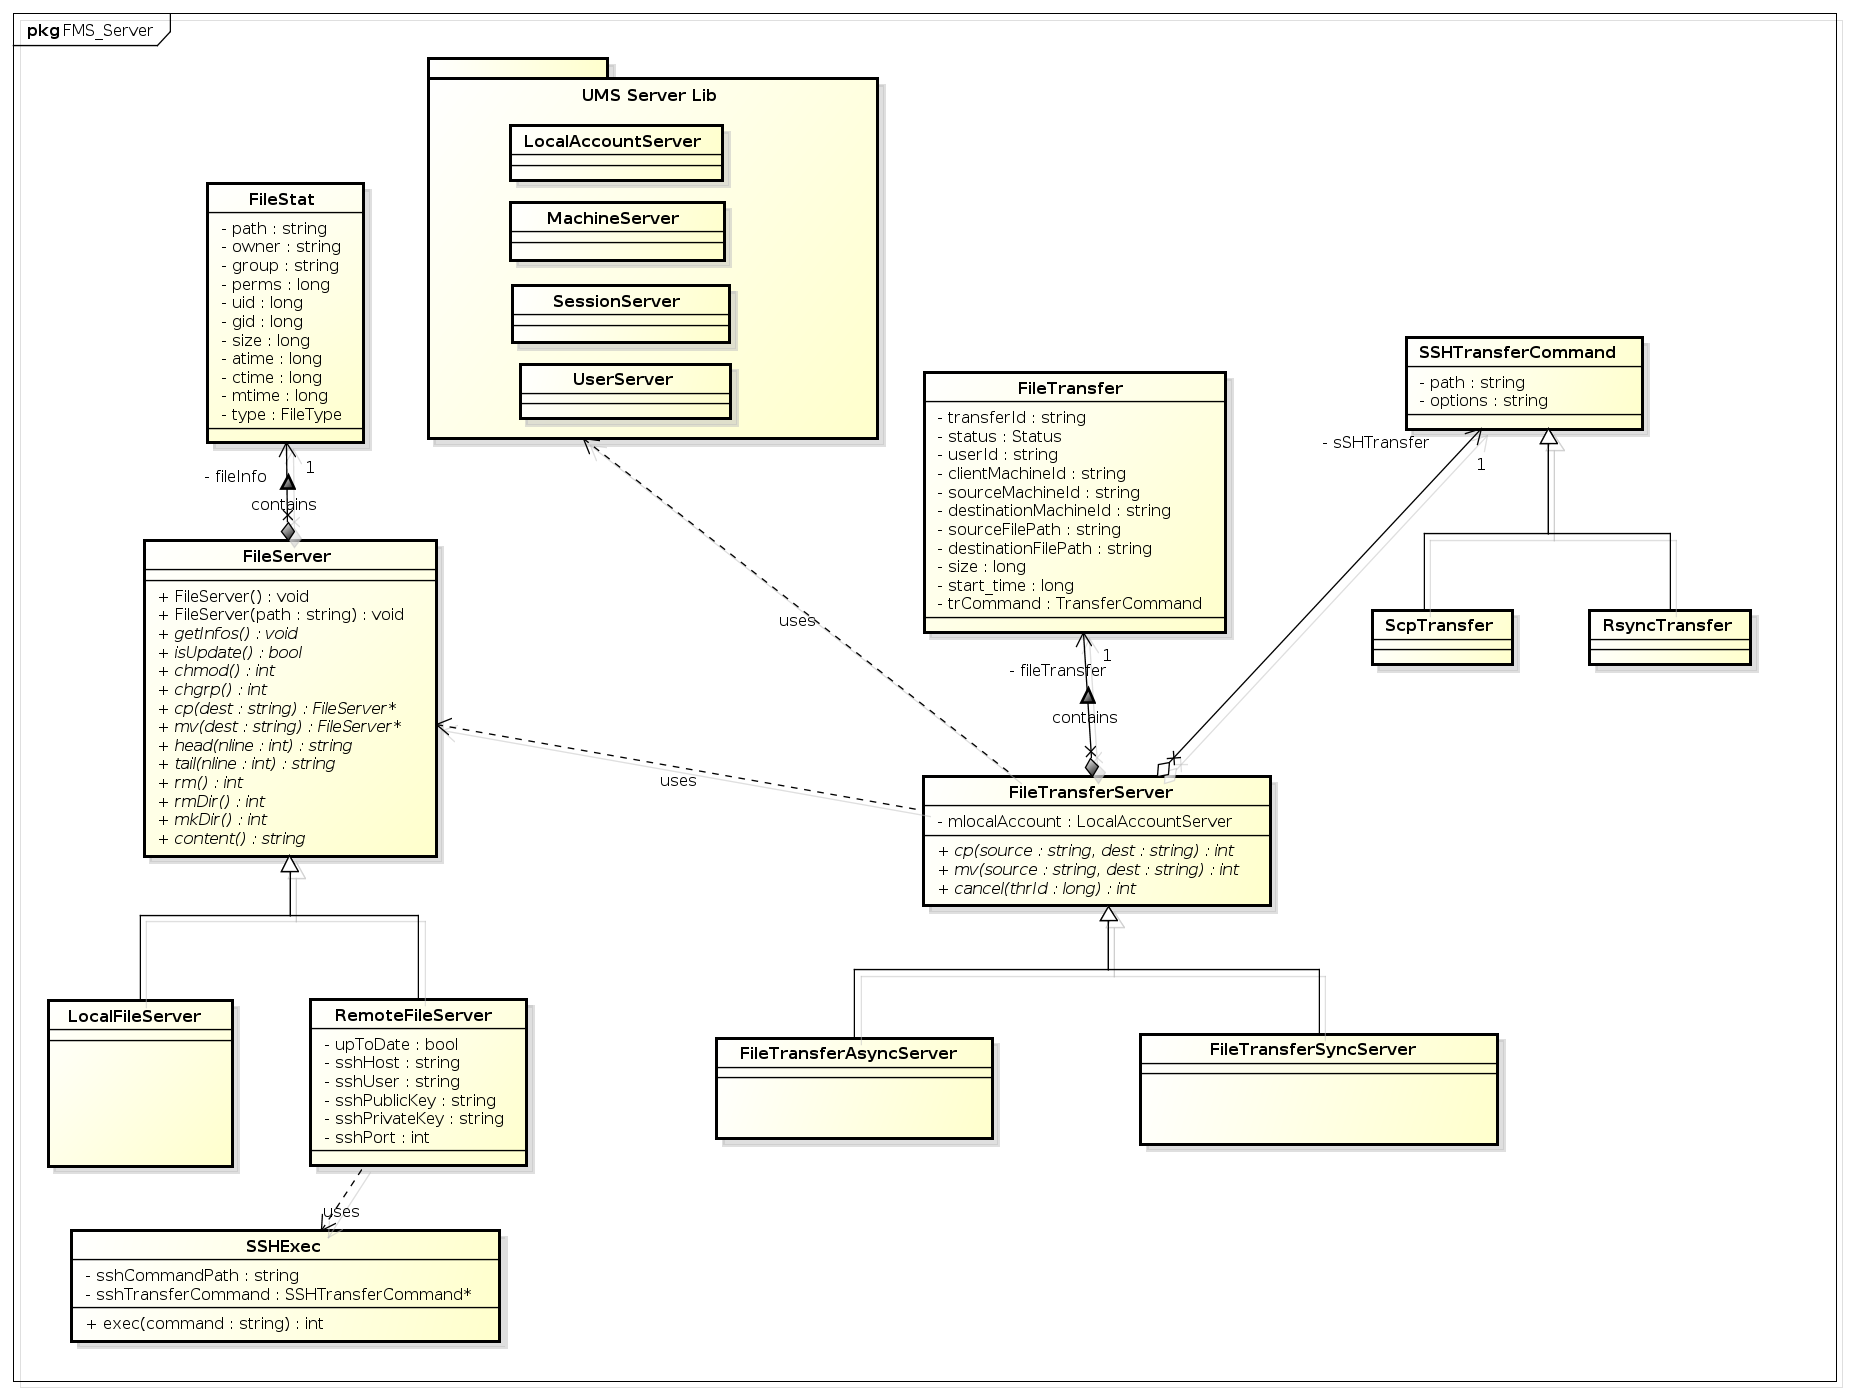 pkg FMS_Server
UMS Server Lib
LocalAccountServer
MachineServer
SessionServer
UserServer
FileStat
- path : string
- owner : string
- group : string
- perms : long
- uid : long
- gid : long
- size : long
- atime : long
- ctime : long
- mtime : long
- type : FileType
- fileInfo
1
contains
FileServer
+ FileServer() : void
+ FileServer(path : string) : void
+ getInfos() : void
+ isUpdate() : bool
+ chmod() : int
+ chgrp() : int
+ cp(dest : string) : FileServer*
+ mv(dest : string) : FileServer*
+ head(nline : int) : string
+ tail(nline : int) : string
+ rm() : int
+ rmDir() : int
+ mkDir() : int
+ content() : string
uses
uses
FileTransfer
- transferId : string
- status : Status
- userId : string
- clientMachineId : string
- sourceMachineId : string
- destinationMachineId : string
- sourceFilePath : string
- destinationFilePath : string
- size : long
- start_time : long
- trCommand : TransferCommand
1
- fileTransfer
contains
SSHTransferCommand
- path : string
- options : string
- sSHTransfer
1
ScpTransfer
RsyncTransfer
FileTransferServer
- mlocalAccount : LocalAccountServer
+ cp(source : string, dest : string) : int
+ mv(source : string, dest : string) : int
+ cancel(thrId : long) : int
LocalFileServer
RemoteFileServer
- upToDate : bool
- sshHost : string
- sshUser : string
- sshPublicKey : string
- sshPrivateKey : string
- sshPort : int
FileTransferAsyncServer
FileTransferSyncServer
uses
SSHExec
- sshCommandPath : string
- sshTransferCommand : SSHTransferCommand*
+ exec(command : string) : int